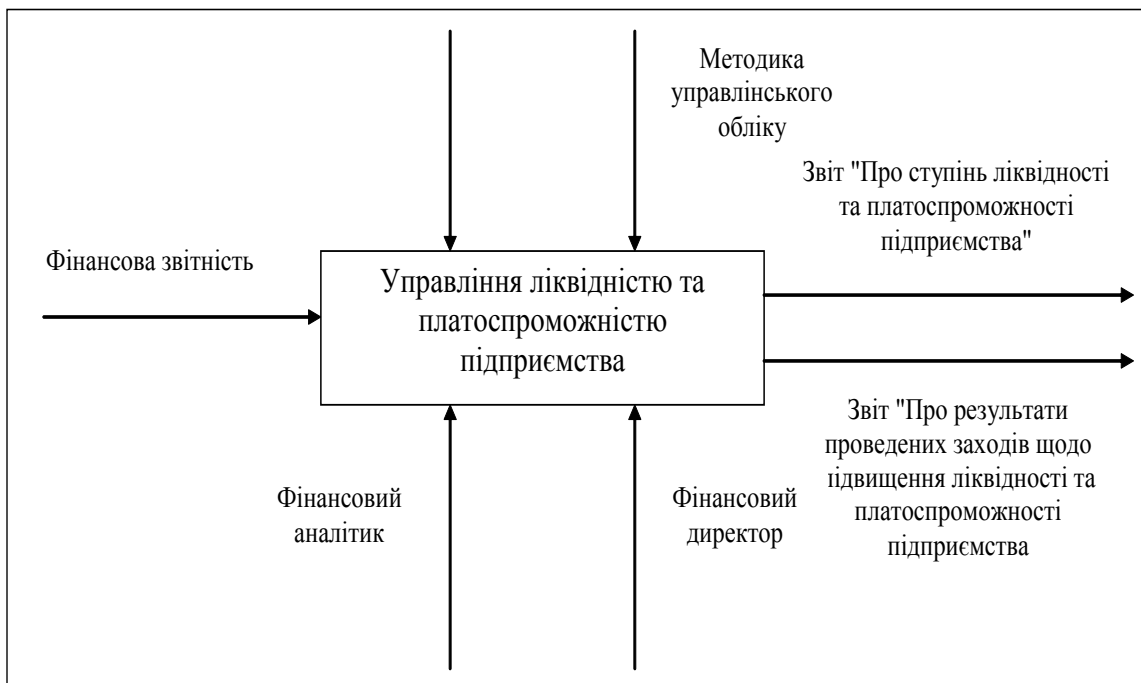 Методика
управлінського
обліку
Звіт "Про ступінь ліквідності
та платоспроможності
підприємства"
Фінансова звітність
Управління ліквідністю та
платоспроможністю
підприємства
Звіт "Про результати
проведених заходів щодо
підвищення ліквідності та
платоспроможності
підприємства
Фінансовий
аналітик
Фінансовий
директор